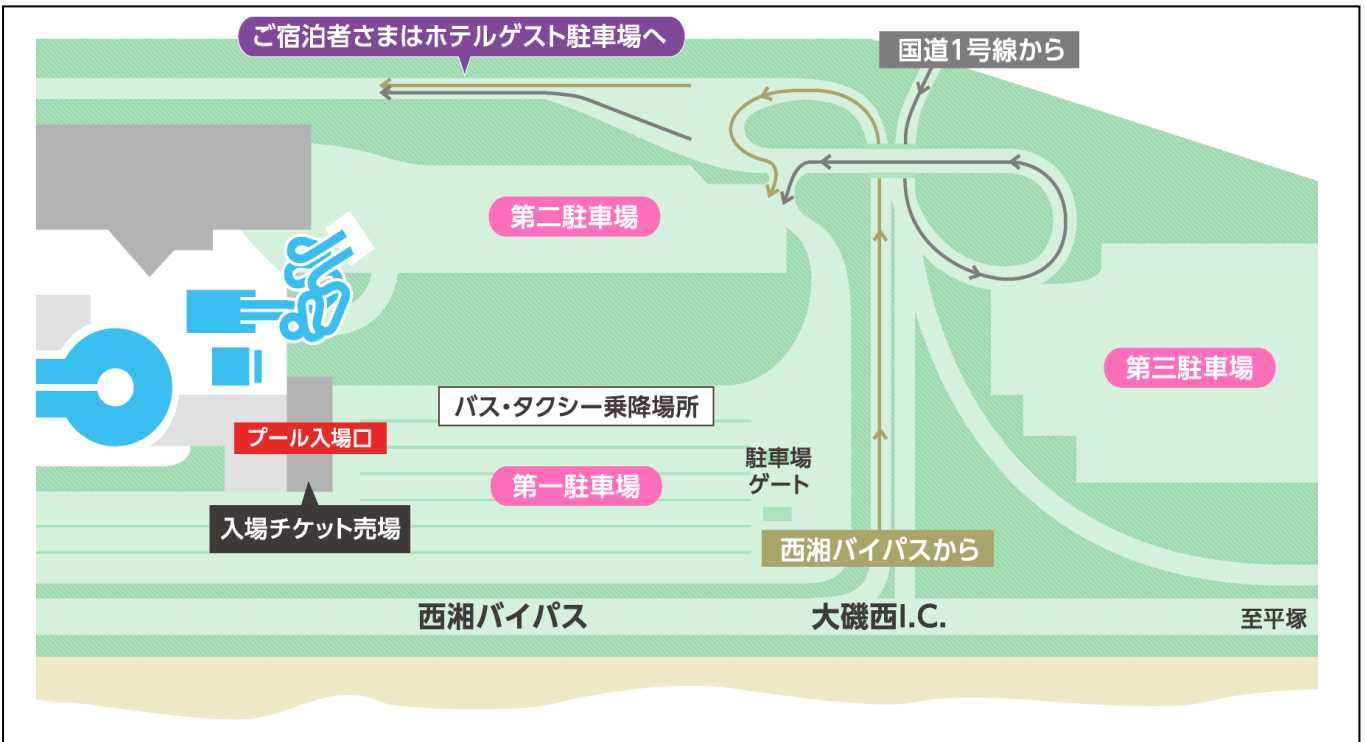 ご宿泊者さまはホテルゲスト駐車場へ
国道1号線から
第二駐車場
第三駐車場
バス・タクシー乗降場所
プール入場口
駐車場
ゲート
第一駐車場
入場チケット売場
西湘バイパスから
西湘バイパス
大磯西I.C.
至平塚